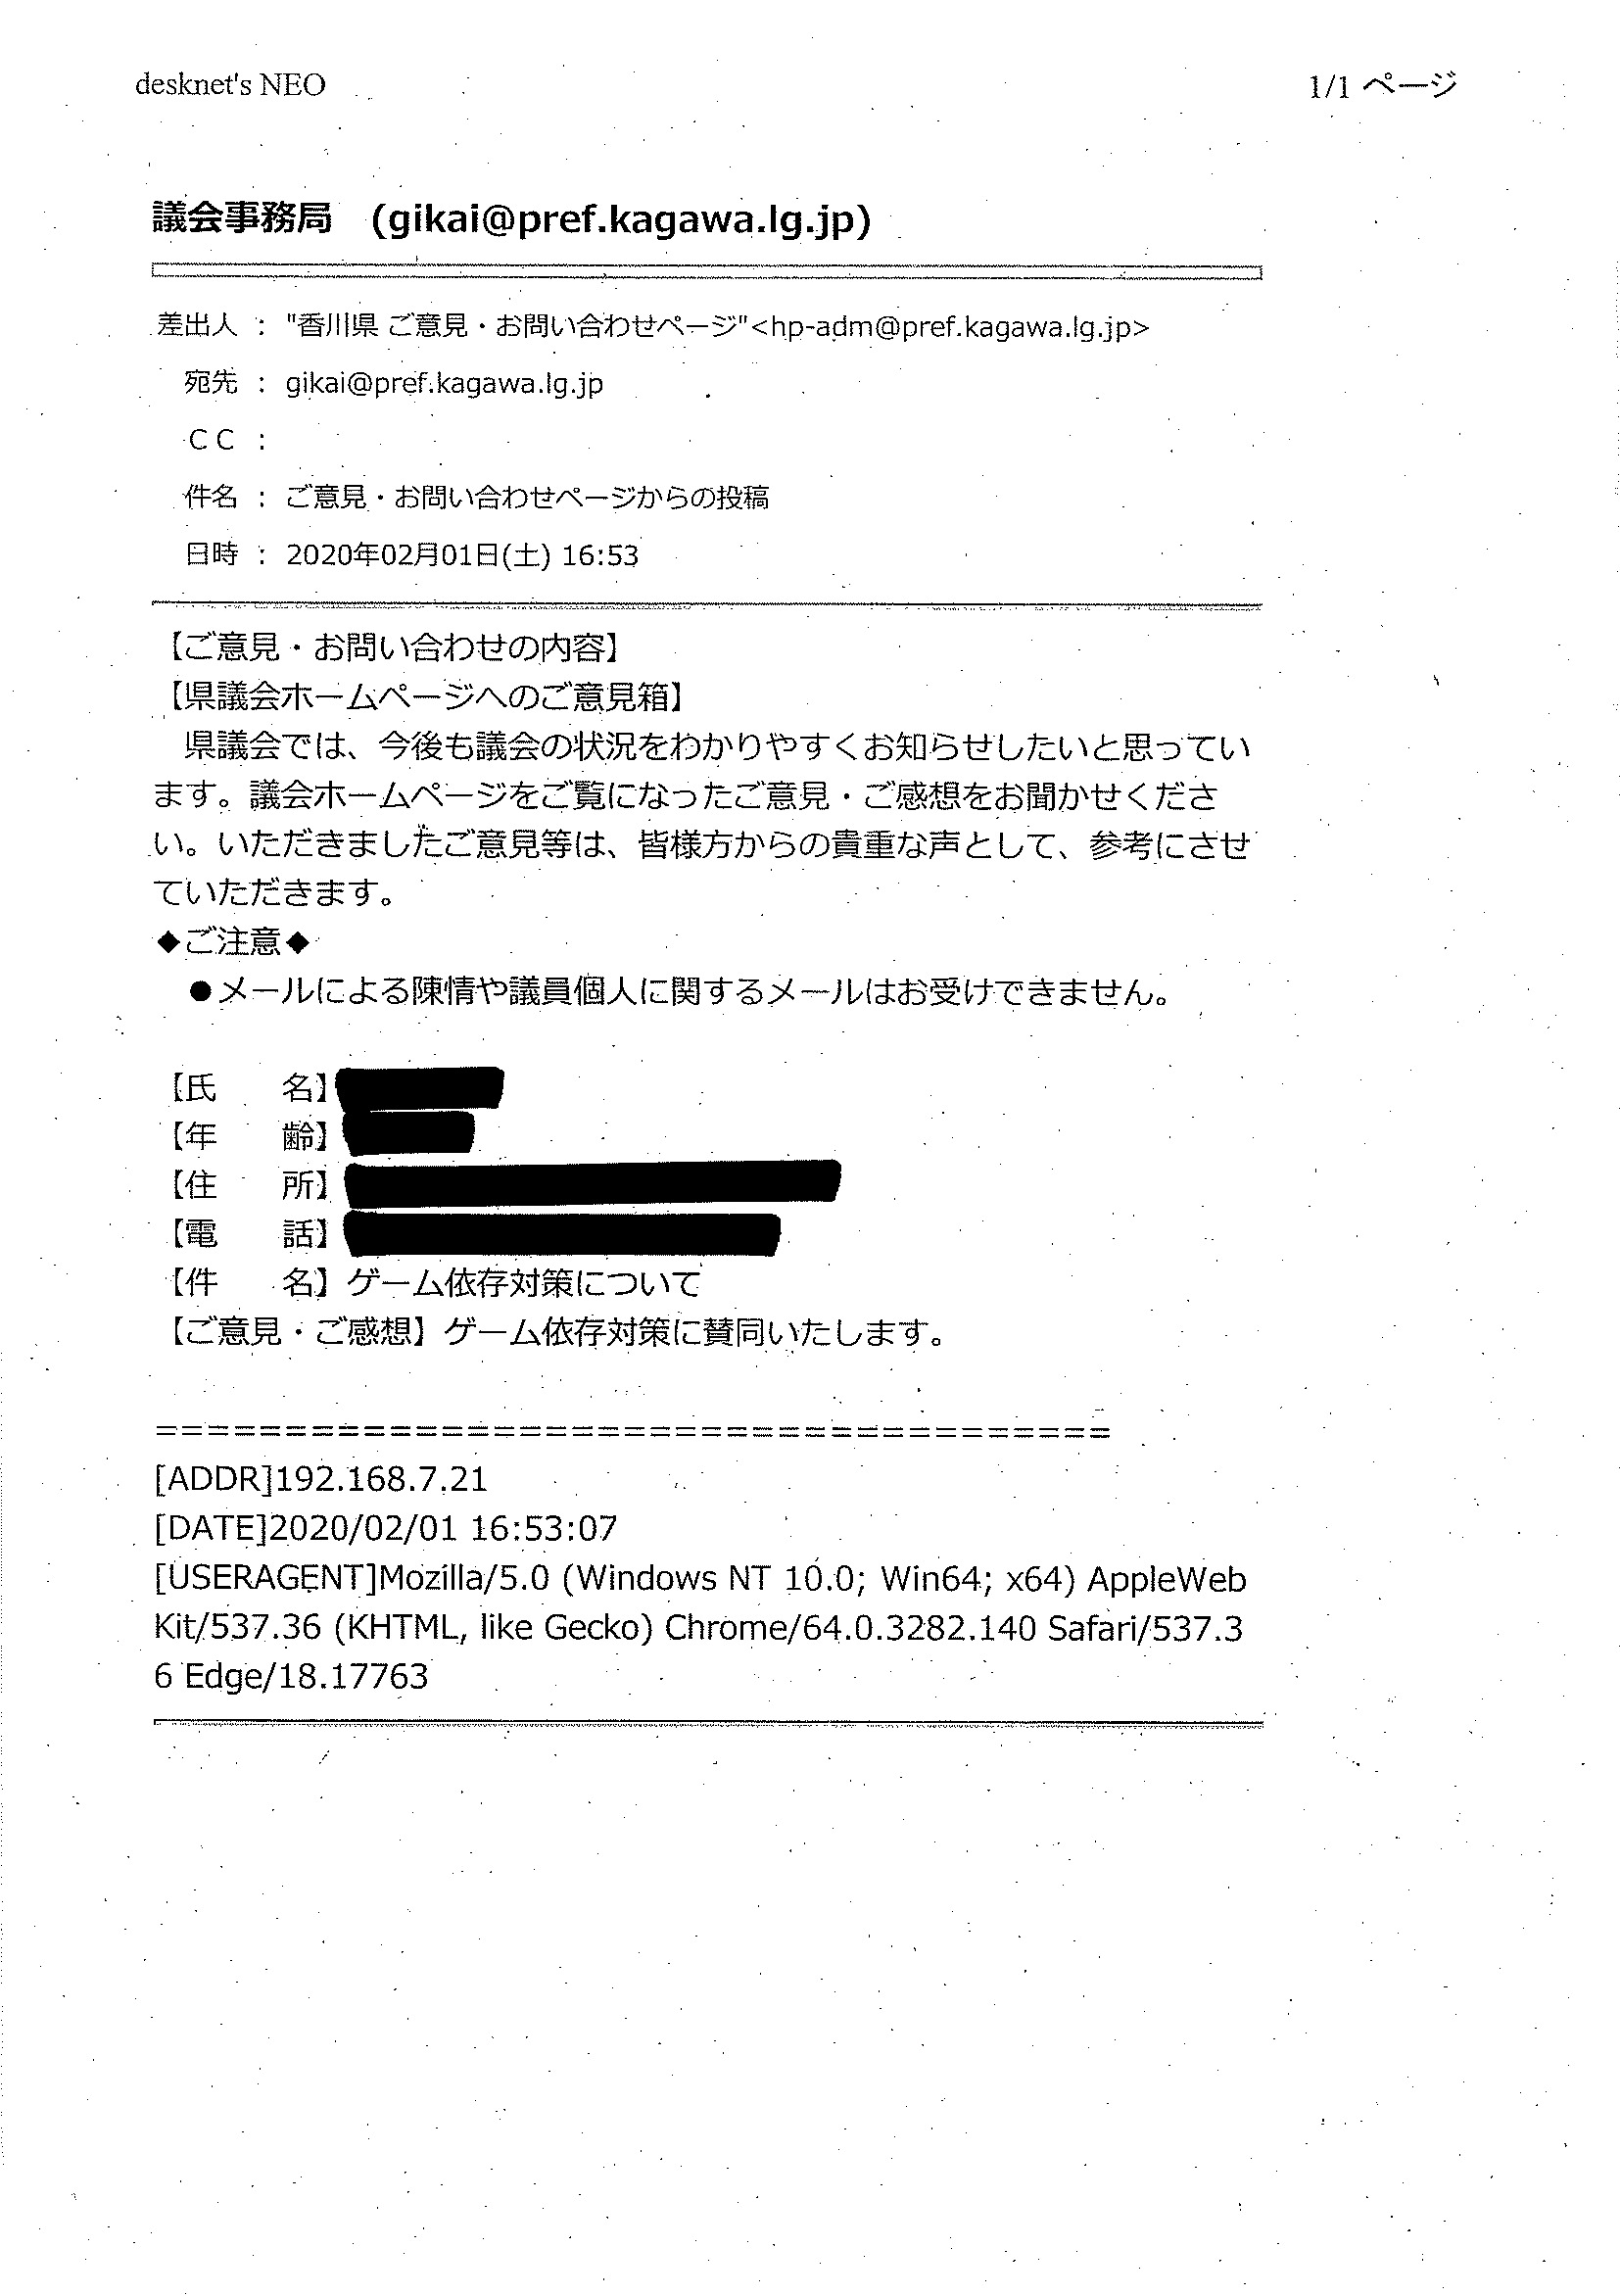 desknet's NEO
1/1 ページ
議会事務局　(gikai@pref.kagawa.lg.jp)
差出人 ： "香川県 ご意見・お問い合わせページ"<hp-adm@pref.kagawa.lg.jp>
宛先 ： gikai@pref.kagawa.lg.jp
ＣＣ ：
件名 ： ご意見・お問い合わせページからの投稿
日時 ： 2020年02月01日(土) 16:53
【ご意見・お問い合わせの内容】
【県議会ホームページへのご意見箱】
　県議会では、今後も議会の状況をわかりやすくお知らせしたいと思ってい
ます。議会ホームページをご覧になったご意見・ご感想をお聞かせくださ
い。いただきましたご意見等は、皆様方からの貴重な声として、参考にさせ
ていただきます。
◆ご注意◆
　●メールによる陳情や議員個人に関するメールはお受けできません。
【氏　　名】
【年　　齢】
【住　　所】
【電　　話】
【件　　名】ゲーム依存対策について
【ご意見・ご感想】ゲーム依存対策に賛同いたします。
=====================================
[ADDR]192.168.7.21
[DATE]2020/02/01 16:53:07
[USERAGENT]Mozilla/5.0 (Windows NT 10.0; Win64; x64) AppleWeb
Kit/537.36 (KHTML, like Gecko) Chrome/64.0.3282.140 Safari/537.3
6 Edge/18.17763